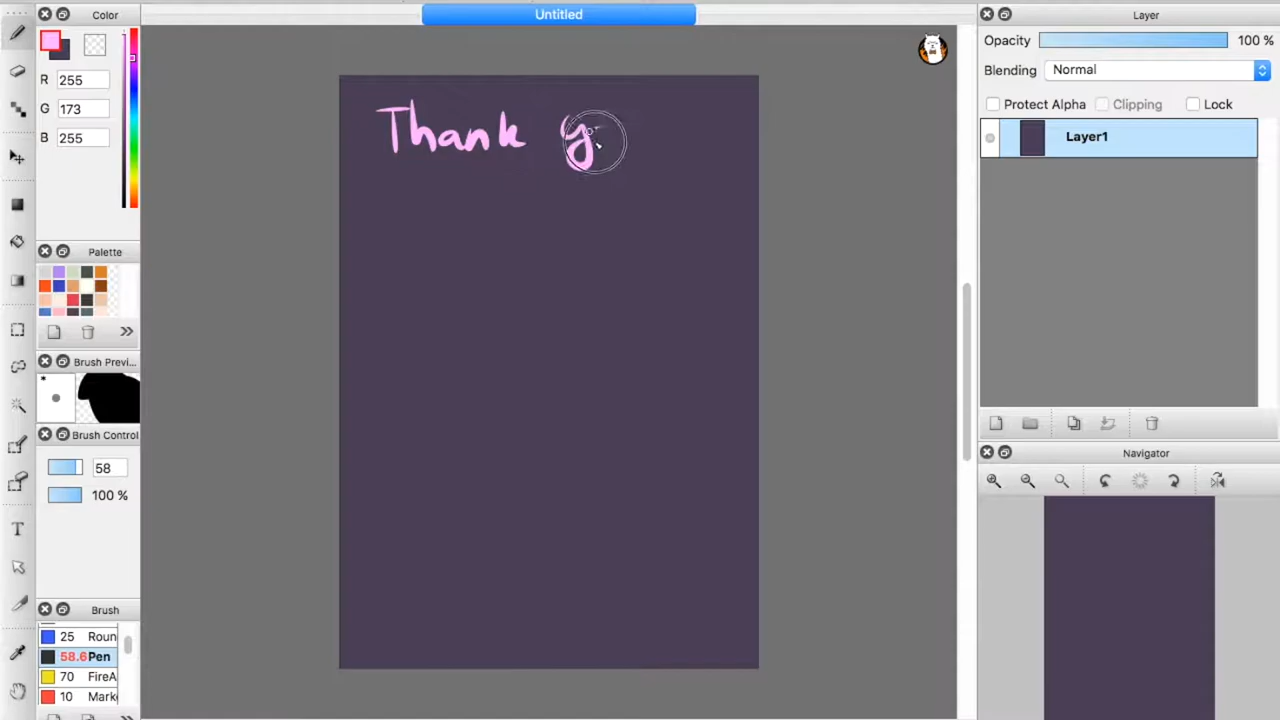 Untitled
Color
R 255
G 173
B 255
Palette
Brush Previ...
*
Brush Control
58
100 %
Brush
25 Roun
58.6 Pen
70 FireA
10 Mark
T
Thank y
Layer
Opacity 100 %
Blending Normal
Protect Alpha Clipping Lock
Layer1
Navigator